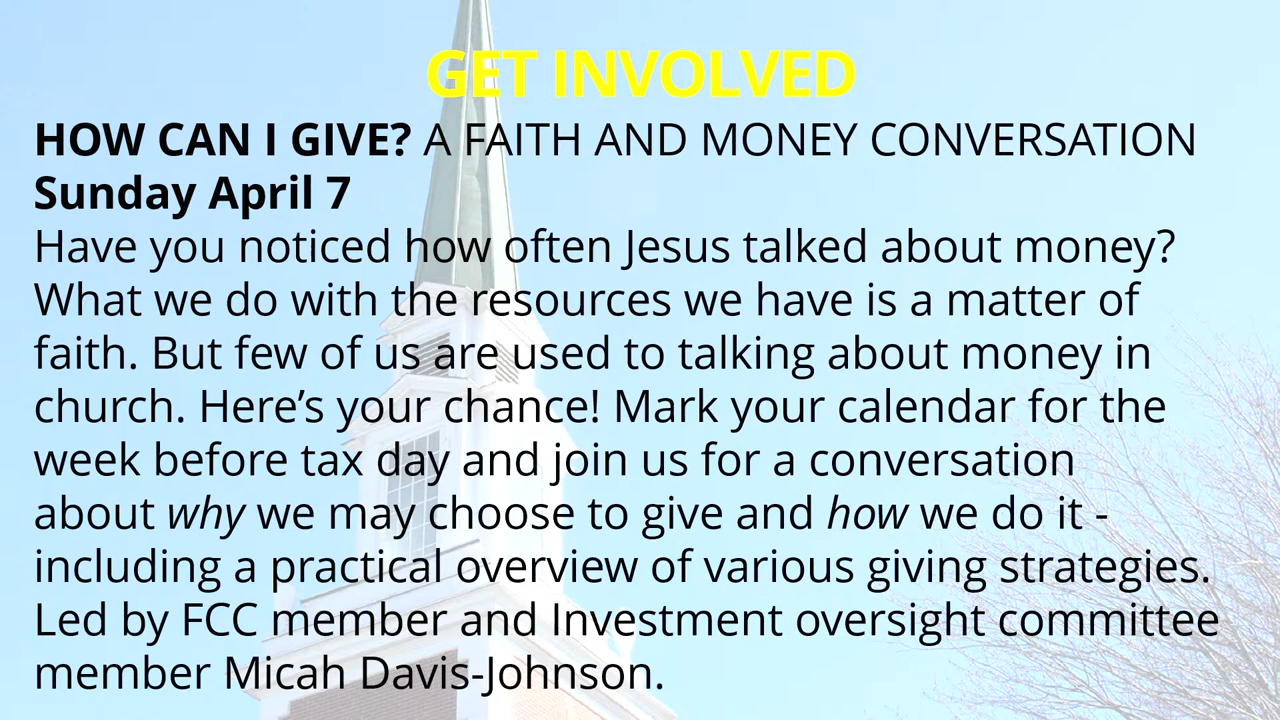 GET INVOLVED
HOW CAN I GIVE? A FAITH AND MONEY CONVERSATION
Sunday April 7
Have you noticed how often Jesus talked about money?
What we do with the resources we have is a matter of
faith. But few of us are used to talking about money in
church. Here’s your chance! Mark your calendar for the
week before tax day and join us for a conversation
about why we may choose to give and how we do it -
including a practical overview of various giving strategies.
Led by FCC member and Investment oversight committee
member Micah Davis-Johnson.